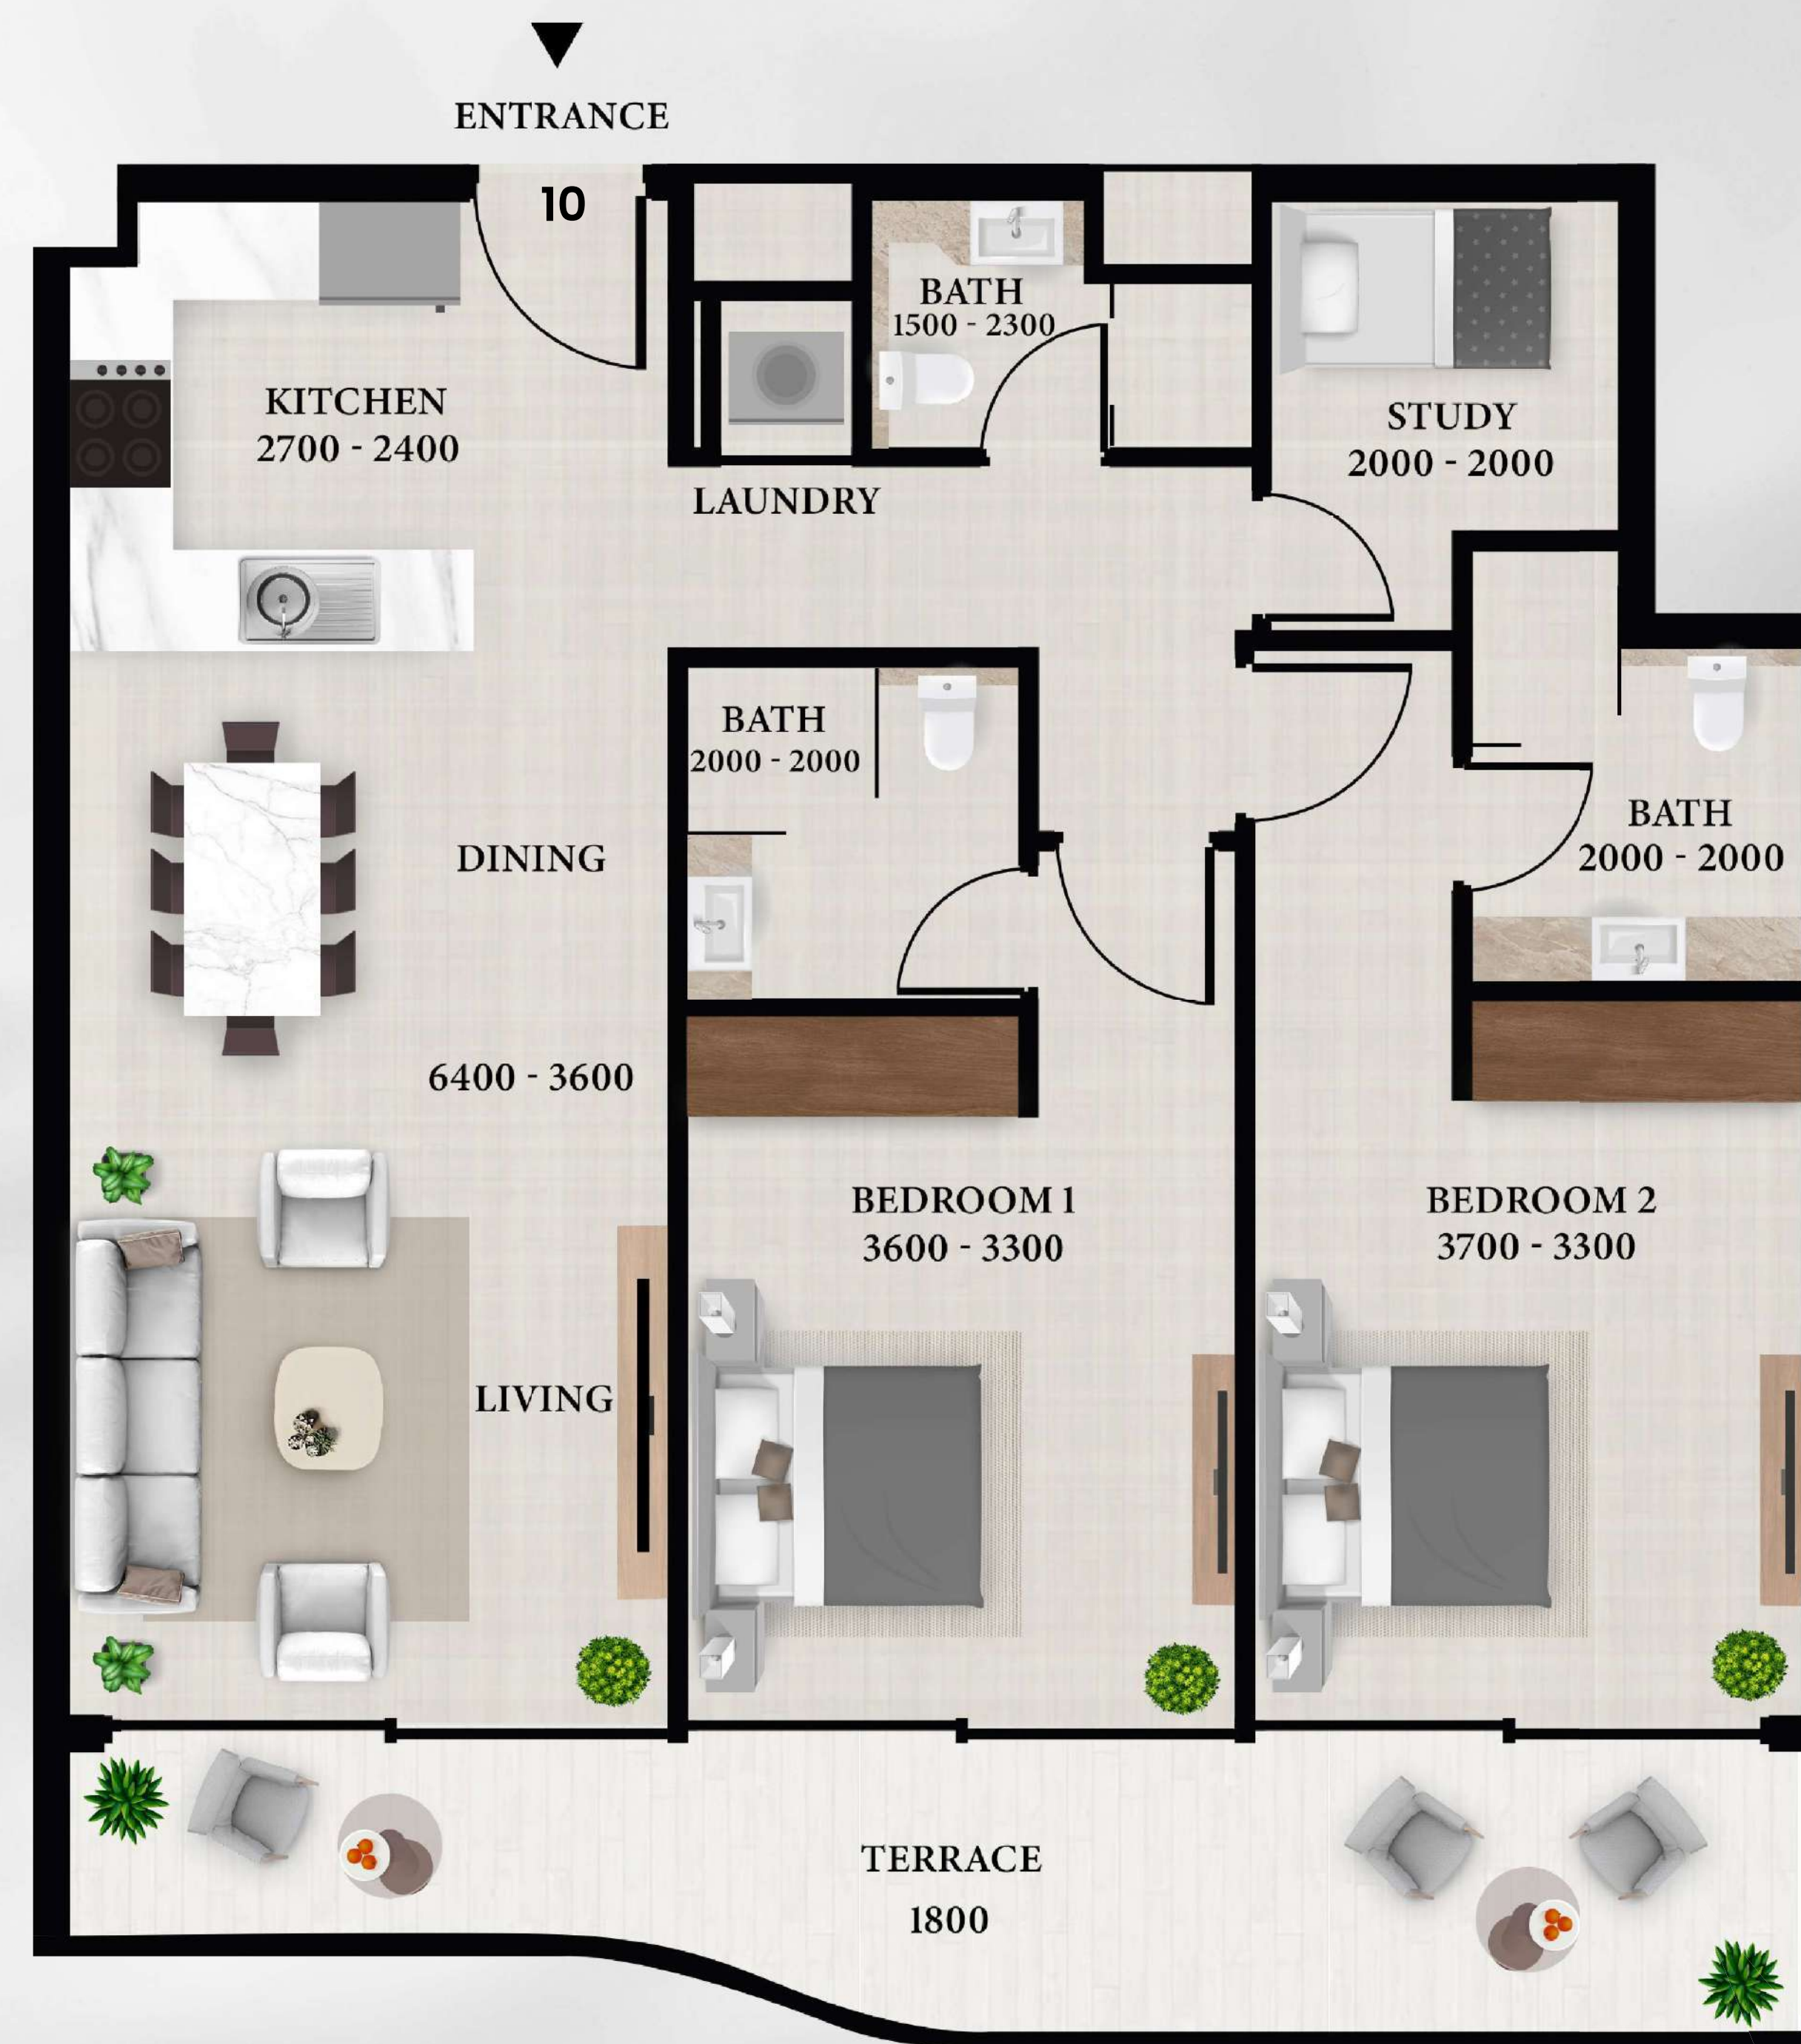 ENTRANCE
10
BATH
1500 - 2300
KITCHEN
2700 - 2400
STUDY
2000 - 2000
LAUNDRY
BATH
2000 - 2000
BATH
2000 - 2000
DINING
6400 - 3600
BEDROOM 1
3600 - 3300
BEDROOM 2
3700 - 3300
LIVING
TERRACE
1800